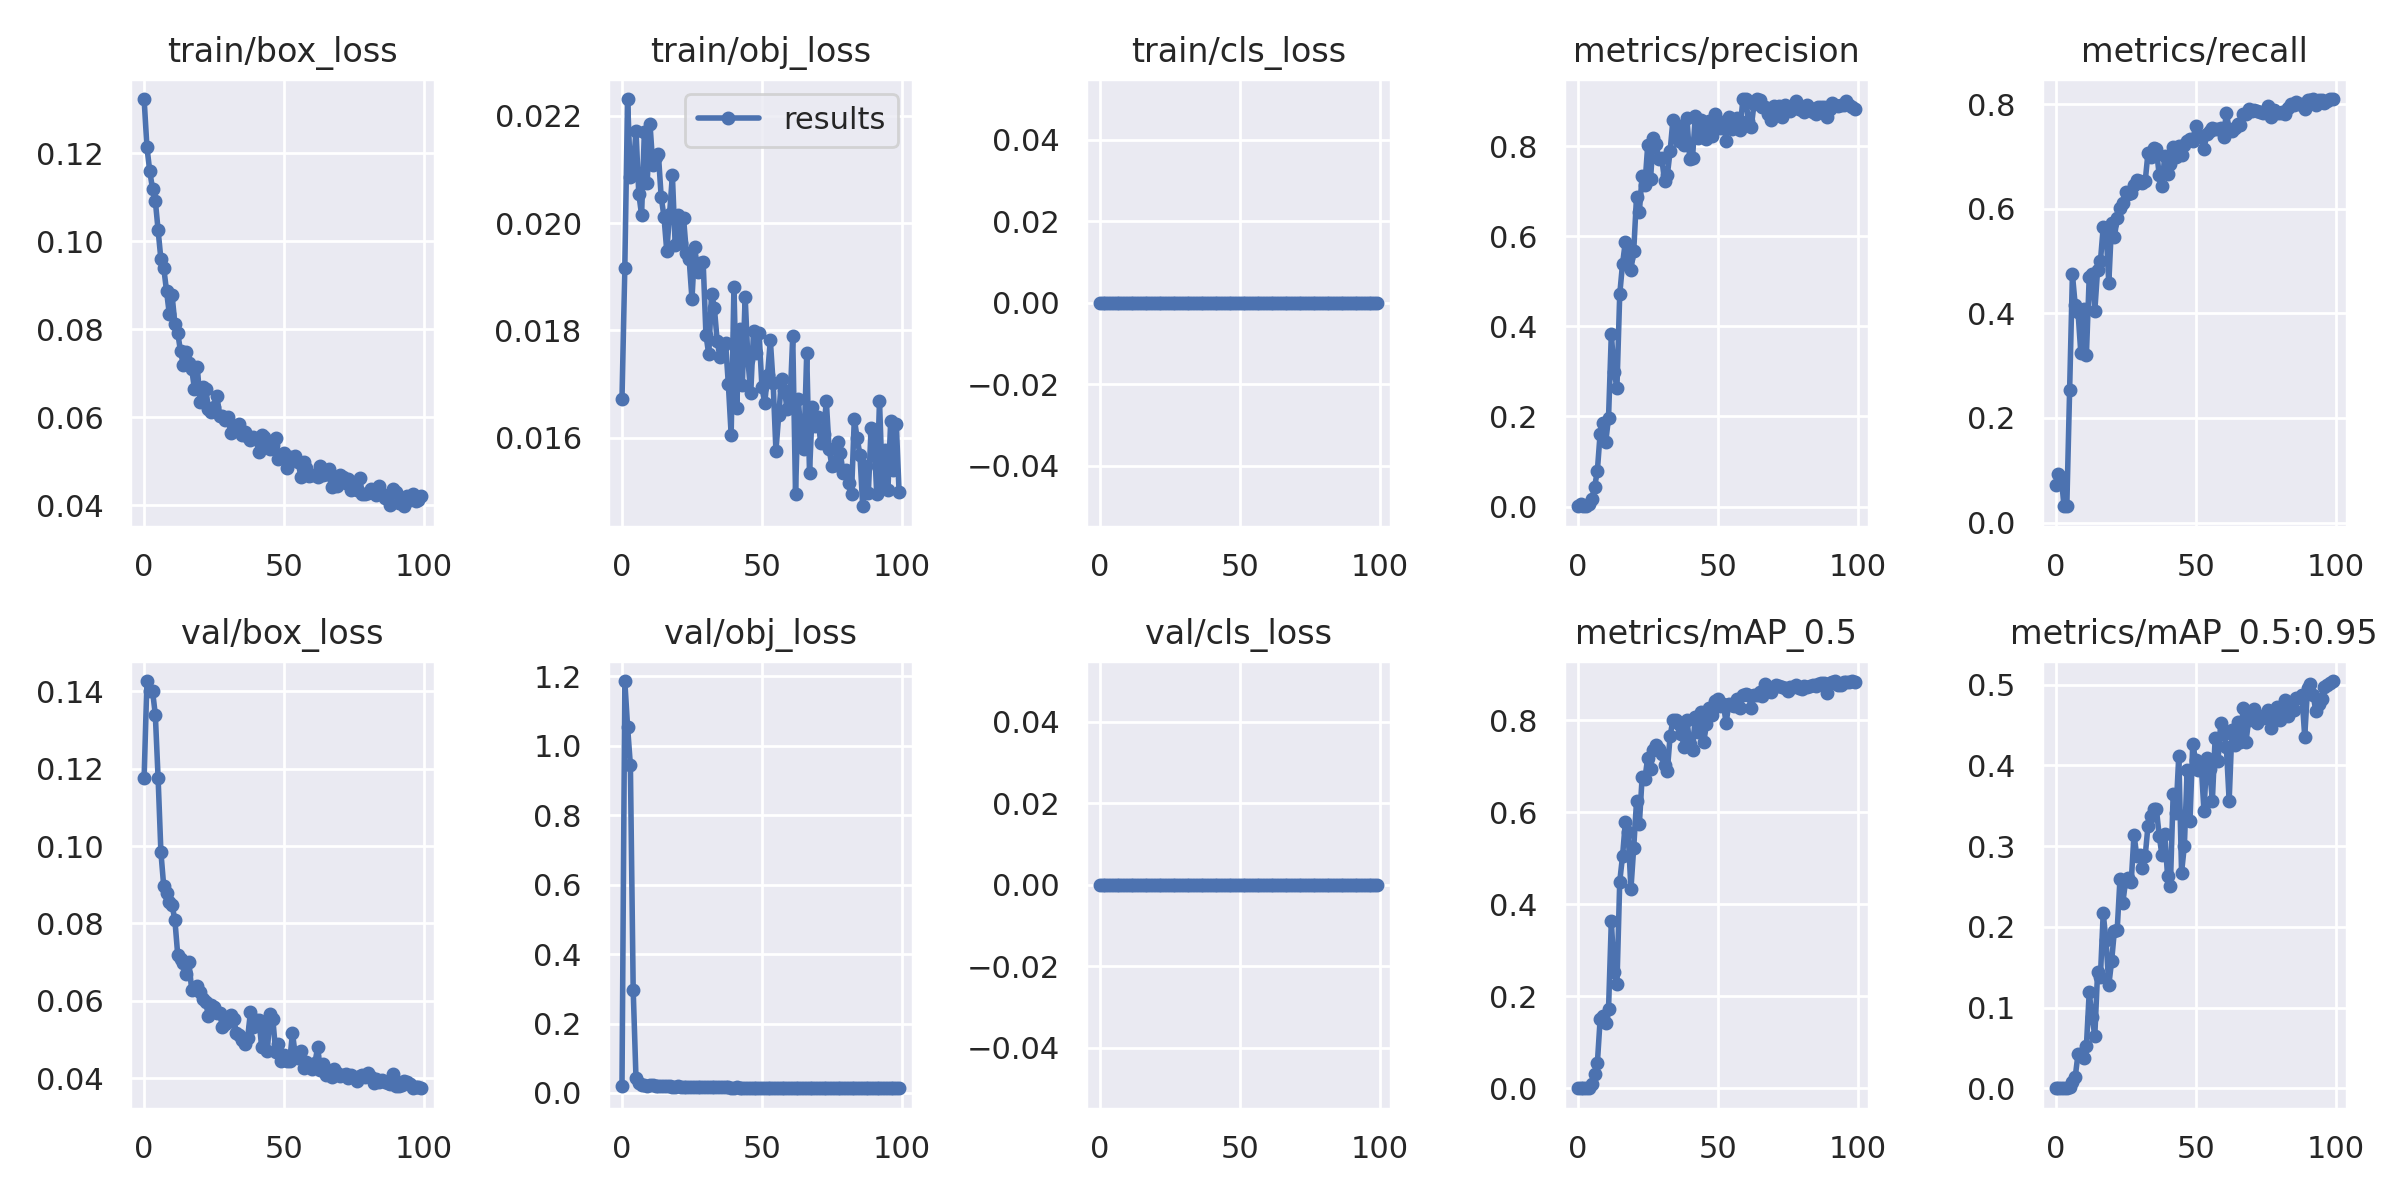 train/box_loss
train/obj_loss
train/cls_loss
metrics/precision
metrics/recall
0.12
0.10
0.08
0.06
0.04
0 50 100
results
0.022
0.020
0.018
0.016
0 50 100
0.04
0.02
0.00
−0.02
−0.04
0 50 100
0.8
0.6
0.4
0.2
0.0
0 50 100
0.8
0.6
0.4
0.2
0.0
0 50 100
val/box_loss
val/obj_loss
val/cls_loss
metrics/mAP_0.5
metrics/mAP_0.5:0.95
0.14
0.12
0.10
0.08
0.06
0.04
0 50 100
1.2
1.0
0.8
0.6
0.4
0.2
0.0
0 50 100
0.04
0.02
0.00
−0.02
−0.04
0 50 100
0.8
0.6
0.4
0.2
0.0
0 50 100
0.5
0.4
0.3
0.2
0.1
0.0
0 50 100